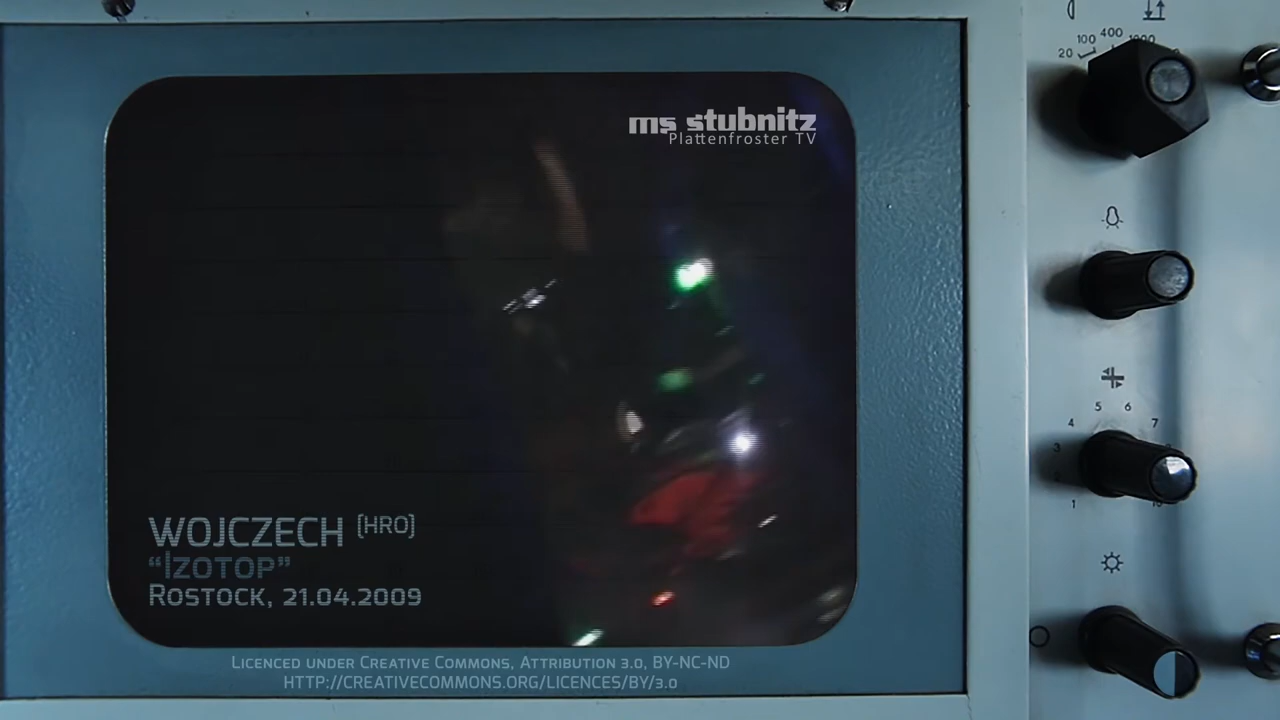 20 100 400 1000
ms stubnitz
Plattenfroster TV
5 6
4 7
3
2
1 10
WOJCZECH [HRO]
“IZOTOP”
ROSTOCK, 21.04.2009
LICENCED UNDER CREATIVE COMMONS, ATTRIBUTION 3.0, BY-NC-ND
HTTP://CREATIVECOMMONS.ORG/LICENCES/BY/3.0